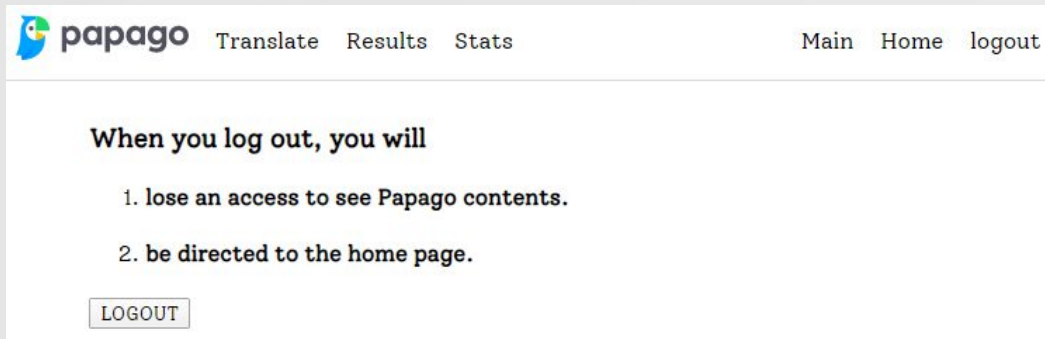 papago Translate Results Stats Main Home logout
When you log out, you will
1. lose an access to see Papago contents.
2. be directed to the home page.
LOGOUT